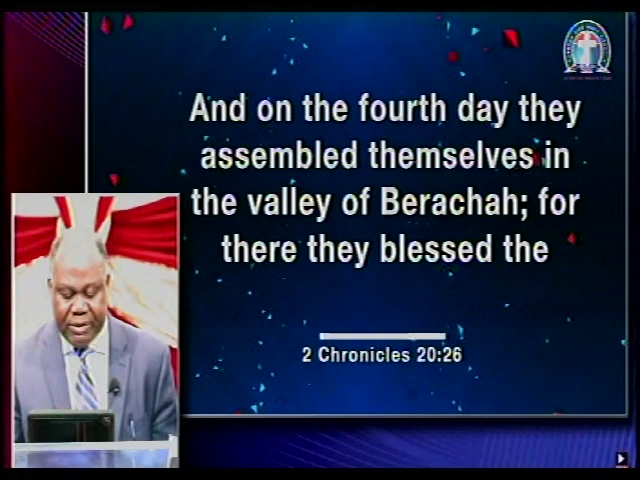 And on the fourth day they
assembled themselves in
the valley of Berachah; for
there they blessed the
2 Chronicles 20:26